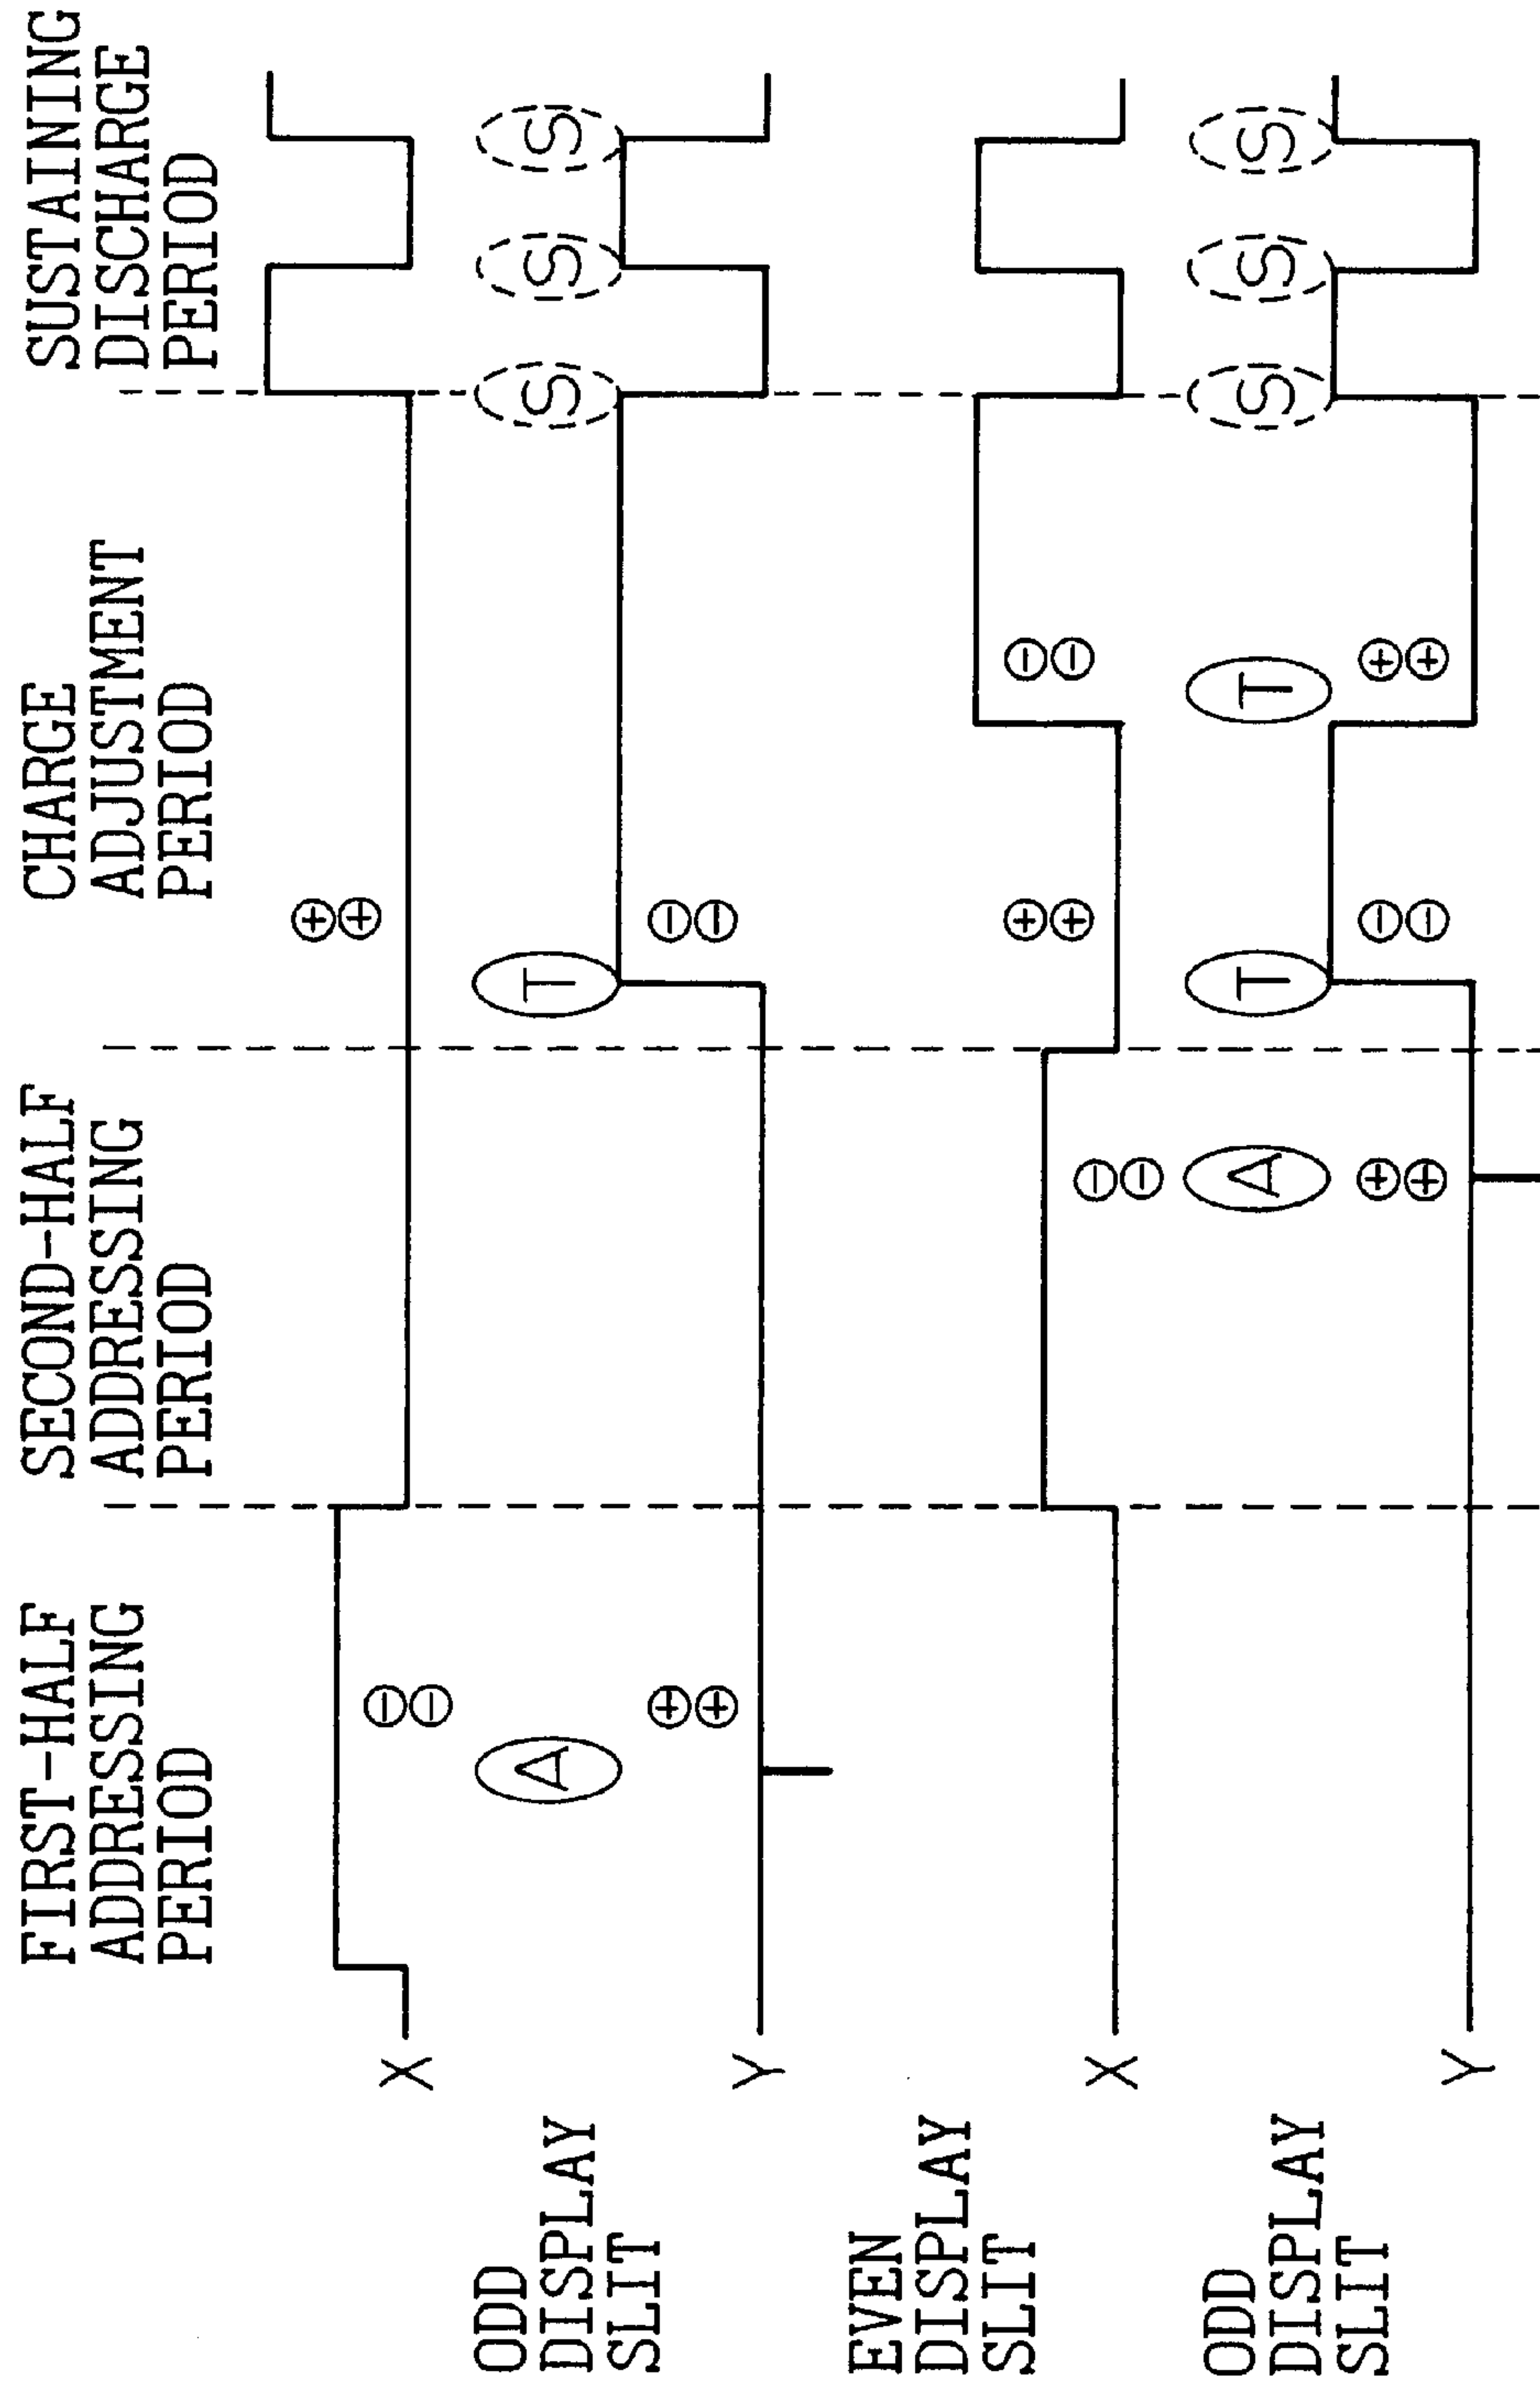 FIRST-HALF
ADDRESSING
PERIOD
SECOND-HALF
ADDRESSING
PERIOD
CHARGE
ADJUSTMENT
PERIOD
SUSTAINING
DISCHARGE
PERIOD
X
⊖⊖
⊕⊕
ODD
DISPLAY
SLIT
A
T
S
S
S
⊕⊕
⊖⊖
Y
EVEN
DISPLAY
SLIT
X
⊖⊖
⊕⊕
⊖⊖
ODD
DISPLAY
SLIT
A
T
T
S
S
S
⊕⊕
⊖⊖
⊕⊕
Y